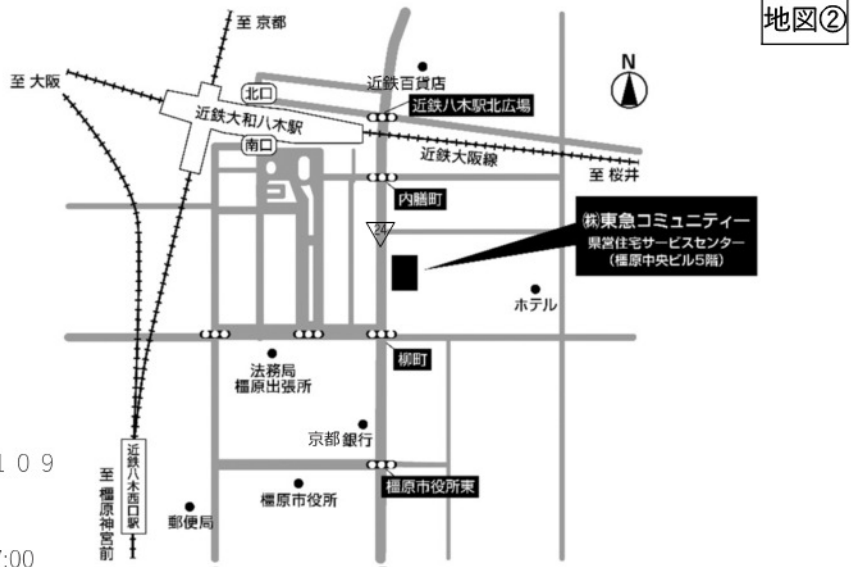 地図②
至 京都
至 大阪
近鉄百貨店
N
北口
近鉄八木駅北広場
近鉄大和八木駅
南口
近鉄大阪線
至 桜井
内膳町
24
㈱東急コミュニティー
県営住宅サービスセンター
(橿原中央ビル5階)
ホテル
柳町
法務局
橿原出張所
京都銀行
109
近鉄八木西口駅
至 橿原神宮前
橿原市役所東
橿原市役所
郵便局
7:00